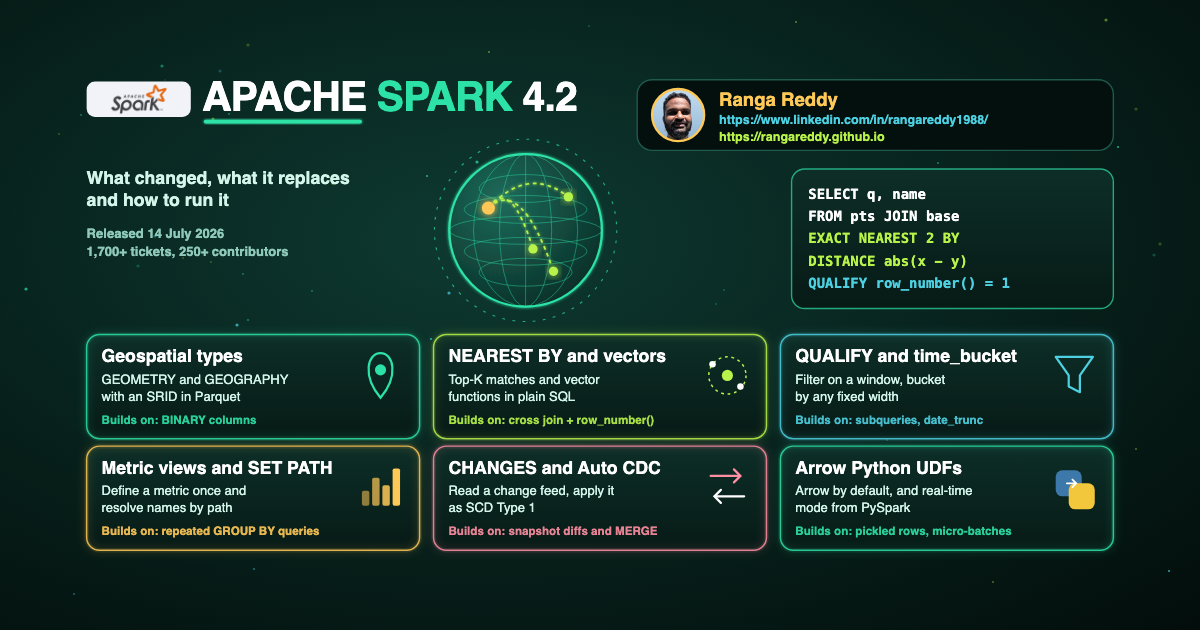 APACHE
Spark
APACHE SPARK 4.2
Ranga Reddy
https://www.linkedin.com/in/rangareddy1988/
https://rangareddy.github.io
What changed, what it replaces
and how to run it
Released 14 July 2026
1,700+ tickets, 250+ contributors
SELECT q, name
FROM pts JOIN base
EXACT NEAREST 2 BY
DISTANCE abs(x − y)
QUALIFY row_number() = 1
Geospatial types
GEOMETRY and GEOGRAPHY
with an SRID in Parquet
Builds on: BINARY columns
NEAREST BY and vectors
Top-K matches and vector
functions in plain SQL
Builds on: cross join + row_number()
QUALIFY and time_bucket
Filter on a window, bucket
by any fixed width
Builds on: subqueries, date_trunc
Metric views and SET PATH
Define a metric once and
resolve names by path
Builds on: repeated GROUP BY queries
CHANGES and Auto CDC
Read a change feed, apply it
as SCD Type 1
Builds on: snapshot diffs and MERGE
Arrow Python UDFs
Arrow by default, and real-time
mode from PySpark
Builds on: pickled rows, micro-batches